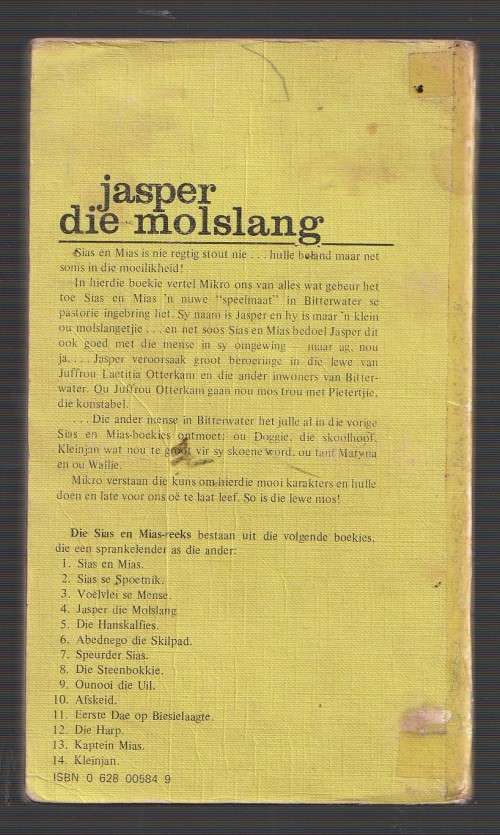 jasper
die molslang
Sias en Mias is nie regtig stout nie . . . hulle beland maar net
soms in die moeilikheid!
In hierdie boekie vertel Mikro ons van alles wat gebeur het
toe Sias en Mias 'n nuwe “speelmaat” in Bitterwater se
pastorie ingebring het. Sy naam is Jasper en hy is maar 'n klein
ou molslangetjie . . . en net soos Sias en Mias bedoel Jasper dit
ook goed met die mense in sy omgewing maar ag, nou
ja. . . . Jasper veroorsaak groot beroeringe in die lewe van
Juffrou Laetitia Otterkam en die ander inwoners van Bitter-
water. Ou Juffrou Otterkam gaan nou mos trou met Pietertjie,
die konstabel.
. . . . Die ander mense in Bitterwater het julle al in die vorige
Sias en Mias-boekies ontmoet; ou Doggie, die skoolhoof,
Kleinjan wat nou te groot vir sy skoene word, ou tant Martyna
en ou Wallie.
Mikro verstaan die kuns om hierdie mooi karakters en hulle
doen en late voor ons oë te laat leef. So is die lewe mos!
Die Sias en Mias-reeks bestaan uit die volgende boekies,
die een sprankelender as die ander:
1. Sias en Mias.
2. Sias se Spoetnik.
3. Voëlvlei se Mense.
4. Jasper die Molslang
5. Die Hanskalfies.
6. Abednego die Skilpad.
7. Speurder Sias.
8. Die Steenbokkie.
9. Ounooi die Uil.
10. Afskeid.
11. Eerste Dae op Biesielaagte.
12. Die Harp.
13. Kaptein Mias.
14. Kleinjan.
ISBN 0 628 00584 9